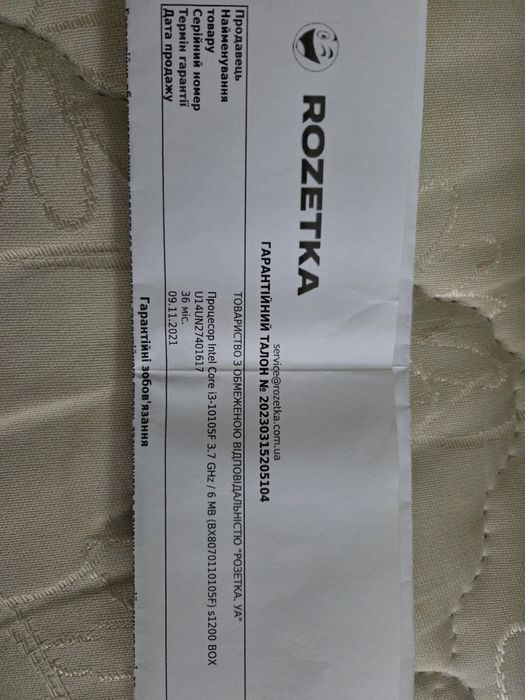 ROZETKA
service@rozetka.com.ua
ГАРАНТІЙНИЙ ТАЛОН № 20230315205104
Продавець ТОВАРИСТВО З ОБМЕЖЕНОЮ ВІДПОВІДАЛЬНІСТЮ "РОЗЕТКА. УА"
Найменування
товару Процесор Intel Core i3-10105F 3.7 GHz / 6 MB (BX8070110105F) s1200 BOX
Серійний номер U14UN27401617
Термін гарантії 36 міс.
Дата продажу 09.11.2021
Гарантійні зобов'язання